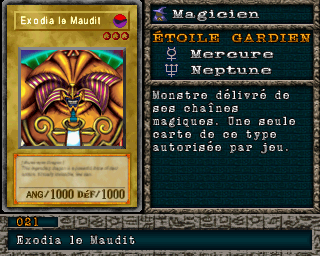 Exodia le Maudit
ANG/1000 DéF/1000
Magicien
ÉTOILE GARDIEN
Mercure
Neptune
Monstre délivré de
ses chaînes
magiques. Une seule
carte de ce type
autorisée par jeu.
021
Exodia le Maudit